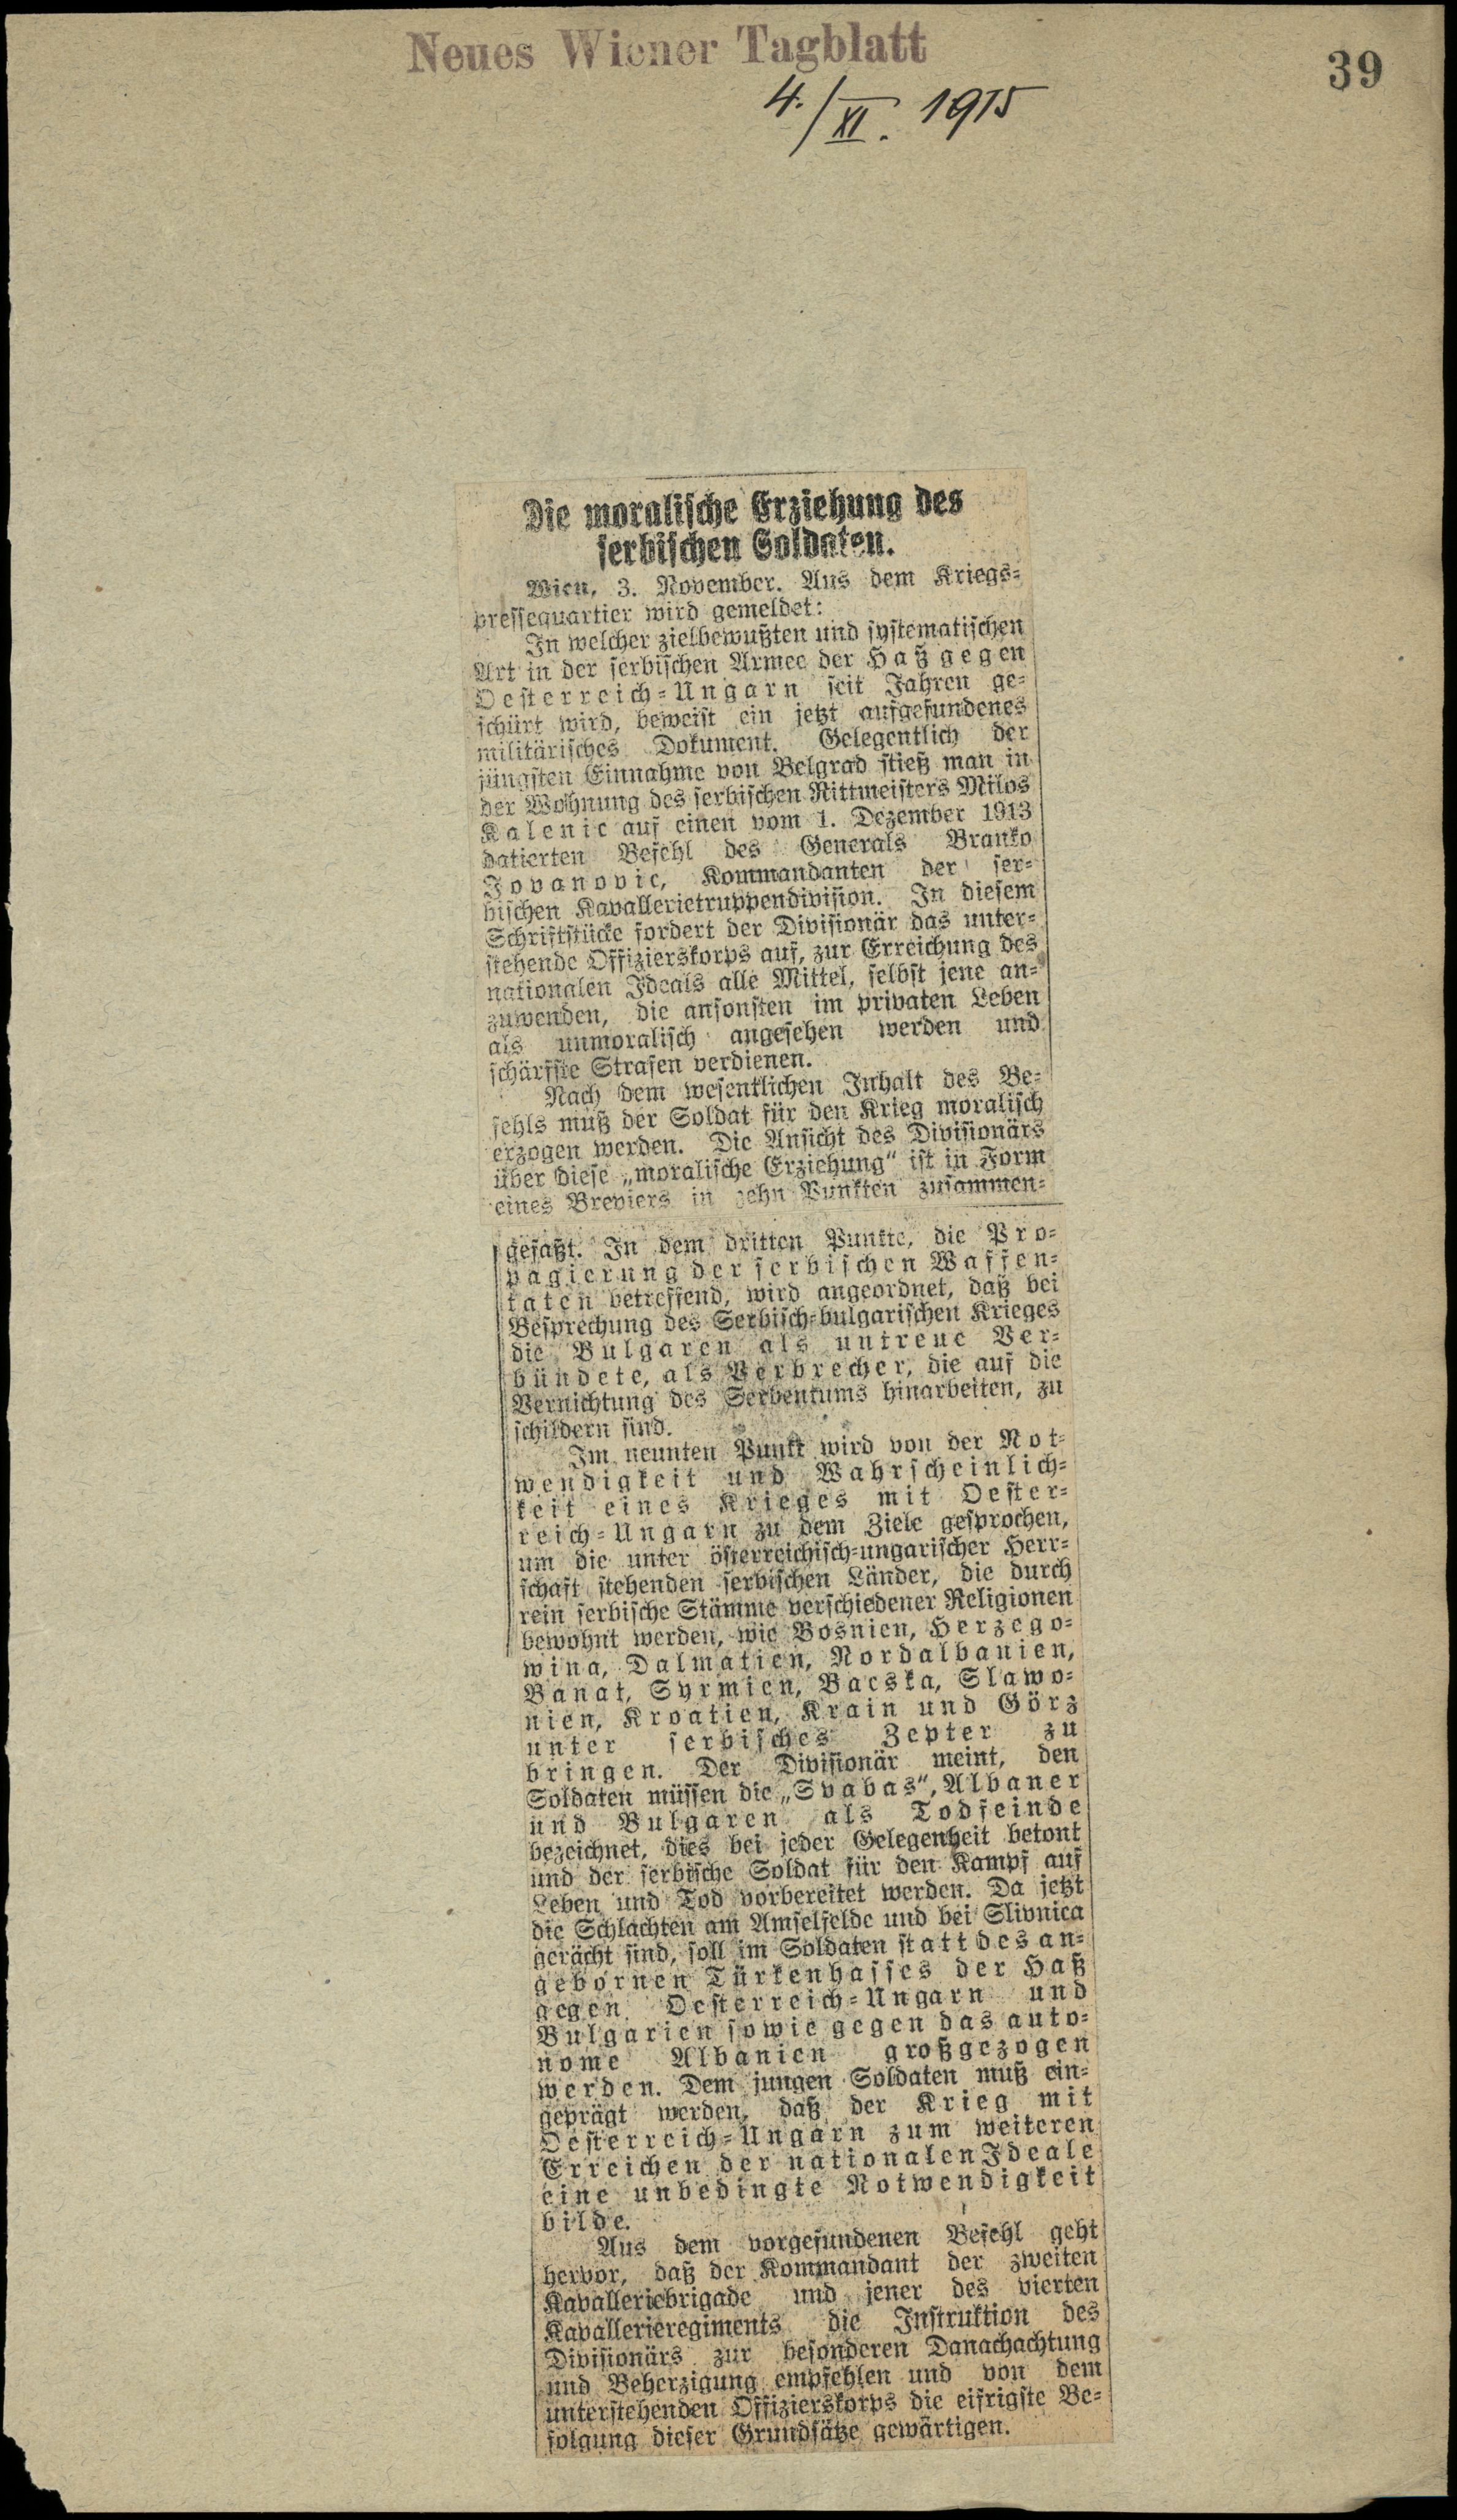 Neues Wiener Tagblatt
39
4./XI. 1915
Die moralische Erziehung des
serbischen Soldaten.
Wien, 3. November. Aus dem Kriegs-
pressequartier wird gemeldet:
In welcher zielbewußten und systematischen
Art in der serbischen Armee der Haß gegen
Oesterreich-Ungarn seit Jahren ge-
schürt wird, beweist ein jetzt aufgefundenes
militärisches Dokument. Gelegentlich der
jüngsten Einnahme von Belgrad stieß man in
der Wohnung des serbischen Rittmeisters Milos
Kalenic auf einen vom 1. Dezember 1913
datierten Befehl des Generals Branko
Jovanovic, Kommandanten der ser-
bischen Kavallerietruppendivision. In diesem
Schriftstücke fordert der Divisionär das unter-
stehende Offizierskorps auf, zur Erreichung des
nationalen Ideals alle Mittel, selbst jene an-
zuwenden, die ansonsten im privaten Leben
als unmoralisch angesehen werden und
schärfste Strafen verdienen.
Nach dem wesentlichen Inhalt des Be-
fehls muß der Soldat für den Krieg moralisch
erzogen werden. Die Ansicht des Divisionärs
über diese „moralische Erziehung“ ist in Form
eines Breviers in zehn Punkten zusammen-
gefaßt. In dem dritten Punkte, die Pro-
pagierung der serbischen Waffen-
taten betreffend, wird angeordnet, daß bei
Besprechung des Serbisch-bulgarischen Krieges
die Bulgaren als untreue Ver-
bündete, als Verbrecher, die auf die
Vernichtung des Serbentums hinarbeiten, zu
schildern sind.
Im neunten Punkt wird von der Not-
wendigkeit und Wahrscheinlich-
keit eines Krieges mit Oester-
reich-Ungarn zu dem Ziele gesprochen,
um die unter österreichisch-ungarischer Herr-
schaft stehenden serbischen Länder, die durch
rein serbische Stämme verschiedener Religionen
bewohnt werden, wie Bosnien, Herzego-
wina, Dalmatien, Nordalbanien,
Banat, Syrmien, Bacska, Slawo-
nien, Kroatien, Krain und Görz
unter serbisches Zepter zu
bringen. Der Divisionär meint, den
Soldaten müssen die „Svabas“, Albaner
und Bulgaren als Todfeinde
bezeichnet, dies bei jeder Gelegenheit betont
und der serbische Soldat für den Kampf auf
Leben und Tod vorbereitet werden. Da jetzt
die Schlachten am Amselfelde und bei Slivnica
gerächt sind, soll im Soldaten statt des an-
gebornen Türkenhasses der Haß
gegen Oesterreich-Ungarn und
Bulgarien sowie gegen das auto-
nome Albanien großgezogen
werden. Dem jungen Soldaten muß ein-
geprägt werden, daß der Krieg mit
Oesterreich-Ungarn zum weiteren
Erreichen der nationalen Ideale
eine unbedingte Notwendigkeit
bilde.
Aus dem vorgefundenen Befehl geht
hervor, daß der Kommandant der zweiten
Kavalleriebrigade und jener des vierten
Kavallerieregiments die Instruktion des
Divisionärs zur besonderen Danachachtung
und Beherzigung empfehlen und von dem
unterstehenden Offizierskorps die eifrigste Be-
folgung dieser Grundsätze gewärtigen.